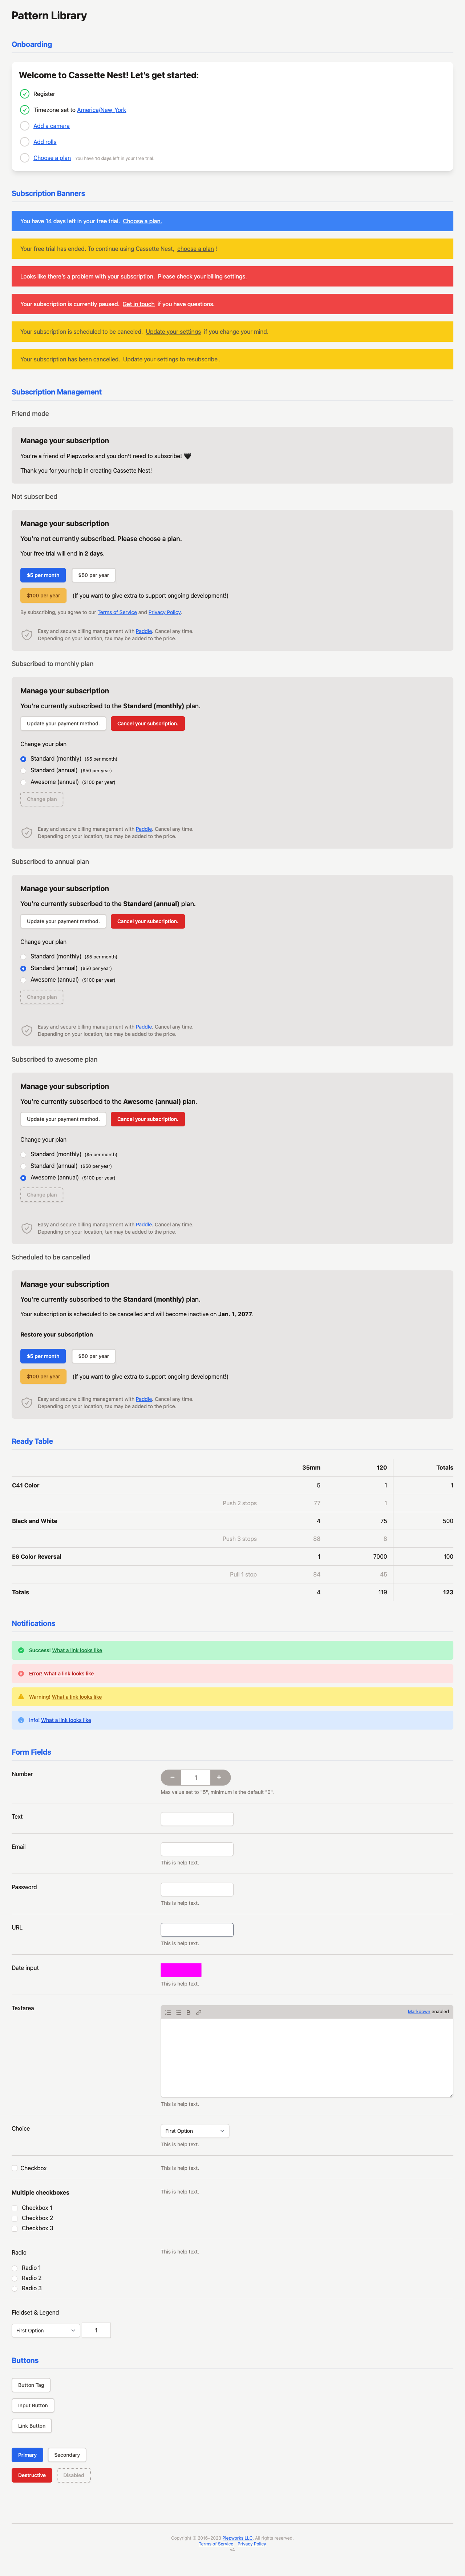 Pattern Library
Onboarding
Welcome to Cassette Nest! Let's get started:
Register
Timezone set to America/New_York
Add a camera
Add rolls
Choose a plan You have 14 days left in your free trial.
Subscription Banners
You have 14 days left in your free trial. Choose a plan.
Your free trial has ended. To continue using Cassette Nest, choose a plan !
Looks like there's a problem with your subscription. Please check your billing settings.
Your subscription is currently paused. Get in touch if you have questions.
Your subscription is scheduled to be canceled. Update your settings if you change your mind.
Your subscription has been cancelled. Update your settings to resubscribe .
Subscription Management
Friend mode
Manage your subscription
You're a friend of Piepworks and you don't need to subscribe! 🖤
Thank you for your help in creating Cassette Nest!
Not subscribed
Manage your subscription
You're not currently subscribed. Please choose a plan.
Your free trial will end in 2 days.
$5 per month $50 per year
$100 per year (If you want to give extra to support ongoing development!)
By subscribing, you agree to our Terms of Service and Privacy Policy.
Easy and secure billing management with Paddle. Cancel any time.
Depending on your location, tax may be added to the price.
Subscribed to monthly plan
Manage your subscription
You're currently subscribed to the Standard (monthly) plan.
Update your payment method. Cancel your subscription.
Change your plan
Standard (monthly) ($5 per month)
Standard (annual) ($50 per year)
Awesome (annual) ($100 per year)
Change plan
Easy and secure billing management with Paddle. Cancel any time.
Depending on your location, tax may be added to the price.
Subscribed to annual plan
Manage your subscription
You're currently subscribed to the Standard (annual) plan.
Update your payment method. Cancel your subscription.
Change your plan
Standard (monthly) ($5 per month)
Standard (annual) ($50 per year)
Awesome (annual) ($100 per year)
Change plan
Easy and secure billing management with Paddle. Cancel any time.
Depending on your location, tax may be added to the price.
Subscribed to awesome plan
Manage your subscription
You're currently subscribed to the Awesome (annual) plan.
Update your payment method. Cancel your subscription.
Change your plan
Standard (monthly) ($5 per month)
Standard (annual) ($50 per year)
Awesome (annual) ($100 per year)
Change plan
Easy and secure billing management with Paddle. Cancel any time.
Depending on your location, tax may be added to the price.
Scheduled to be cancelled
Manage your subscription
You're currently subscribed to the Standard (monthly) plan.
Your subscription is scheduled to be cancelled and will become inactive on Jan. 1, 2077.
Restore your subscription
$5 per month $50 per year
$100 per year (If you want to give extra to support ongoing development!)
Easy and secure billing management with Paddle. Cancel any time.
Depending on your location, tax may be added to the price.
Ready Table
35mm 120 Totals
C41 Color 5 1 1
Push 2 stops 77 1
Black and White 4 75 500
Push 3 stops 88 8
E6 Color Reversal 1 7000 100
Pull 1 stop 64 45
Totals 4 119 123
Notifications
Success! What a link looks like
Error! What a link looks like
Warning! What a link looks like
Info! What a link looks like
Form Fields
Number − 1 +
Max value set to "5", minimum is the default "0".
Text
Email
This is help text.
Password
This is help text.
URL
This is help text.
Date input
This is help text.
Textarea B Markdown enabled
This is help text.
Choice First Option
This is help text.
Checkbox This is help text.
Multiple checkboxes This is help text.
Checkbox 1
Checkbox 2
Checkbox 3
Radio This is help text.
Radio 1
Radio 2
Radio 3
Fieldset & Legend
First Option 1
Buttons
Button Tag
Input Button
Link Button
Primary Secondary
Destructive Disabled
Copyright © 2016–2023 Piepworks LLC. All rights reserved.
Terms of Service Privacy Policy